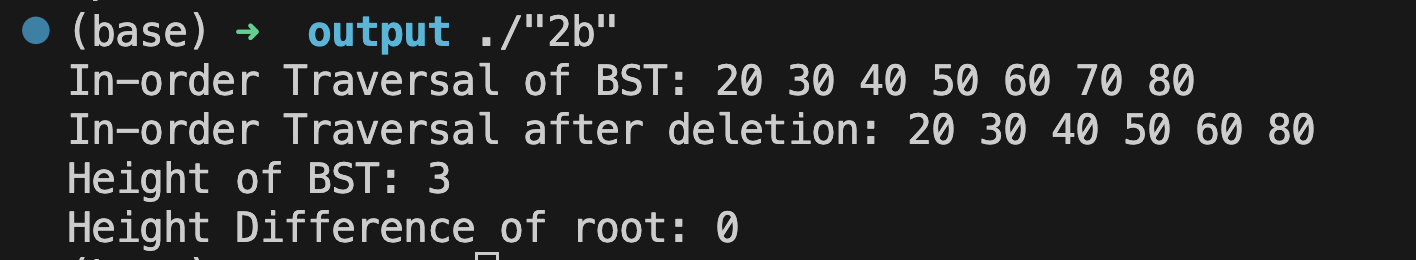 (base) ➜  output ./"2b"
In-order Traversal of BST: 20 30 40 50 60 70 80
In-order Traversal after deletion: 20 30 40 50 60 80
Height of BST: 3
Height Difference of root: 0